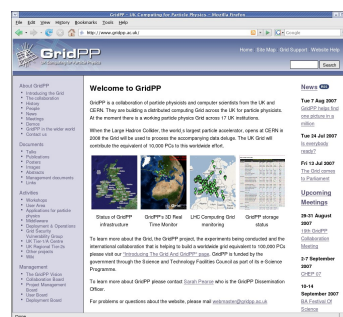 GridPP - UK Computing for Particle Physics - Mozilla Firefox
File Edit View History Bookmarks Tools Help
http://www.gridpp.ac.uk/
Google
GridPP
UK Computing for Particle Physics
Home Site Map Grid Support Website Help
Search
About GridPP
Introducing the Grid
The collaboration
History
People
News
Meetings
Demos
GridPP in the wider world
Contact us
Documents
Talks
Publications
Posters
Images
Abstracts
Management documents
Links
Activities
Workshops
User Area
Applications for particle physics
Middleware
Deployment & Operations
Grid Security
Vulnerability Group
UK Tier-1/A Centre
UK Regional Tier-2s
Other projects
Wiki
Management
The GridPP Vision
Collaboration Board
Project Management Board
User Board
Deployment Board
Welcome to GridPP
GridPP is a collaboration of particle physicists and computer scientists from the UK and
CERN. They are building a distributed computing Grid across the UK for particle physicists.
At the moment there is a working particle physics Grid across 17 UK institutions.
When the Large Hadron Collider, the world's largest particle accelerator, opens at CERN in
2008 the Grid will be used to process the accompanying data deluge. The UK Grid will
contribute the equivalent of 10,000 PCs to this worldwide effort.
Status of GridPP infrastructure
GridPP's 3D Real Time Monitor
LHC Computing Grid monitoring
GridPP storage status
To learn more about the Grid, the GridPP project, the experiments being conducted and the
international collaboration that is helping to build a worldwide grid equivalent to 100,000 PCs
please visit our "Introducing The Grid And GridPP" page. GridPP is funded by the
government through the Science and Technology Facilities Council as part of its e-Science
Programme.
To learn more about GridPP please contact Sarah Pearce who is the GridPP Dissemination
Officer.
For problems or questions about the website, please mail webmaster@gridpp.ac.uk
News
Tue 7 Aug 2007
GridPP helps find
one picture in a
million
Tue 24 Jul 2007
Is everybody
ready?
Fri 13 Jul 2007
The Grid comes
to Parliament
Upcoming
Meetings
29-31 August
2007
19th GridPP
Collaboration
Meeting
2-7 September
2007
CHEP 07
10-14
September 2007
BA Festival Of
Science
Done